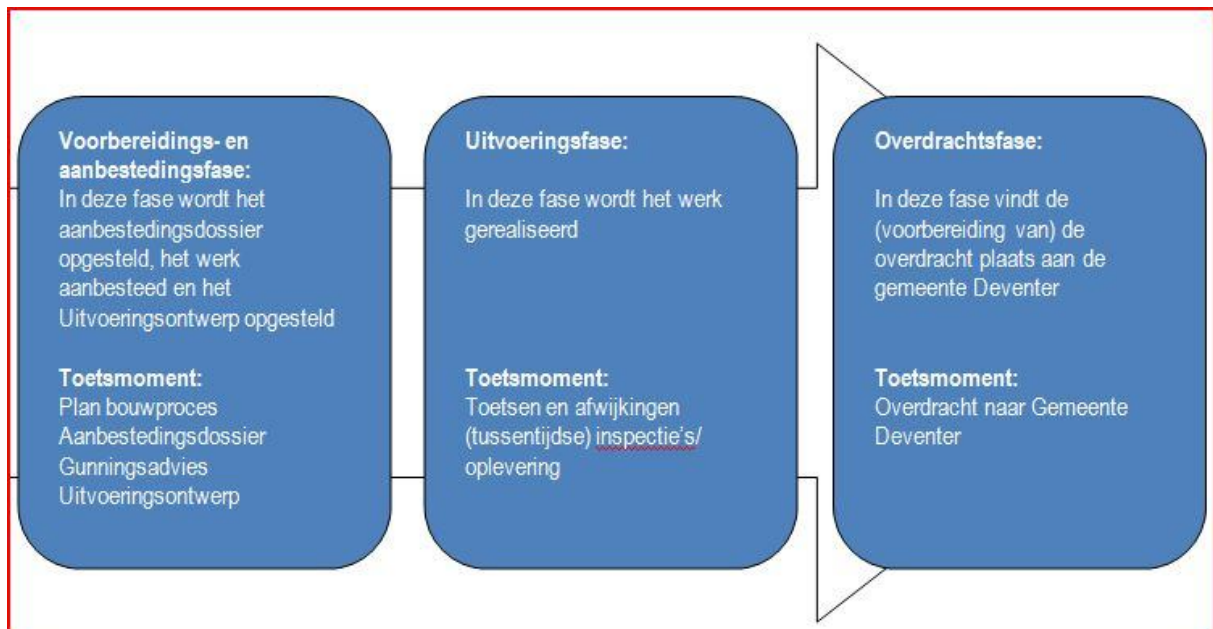 Voorbereidings- en
aanbestedingsfase:
In deze fase wordt het
aanbestedingsdossier
opgesteld, het werk
aanbesteed en het
Uitvoeringsontwerp opgesteld
Toetsmoment:
Plan bouwproces
Aanbestedingsdossier
Gunningsadvies
Uitvoeringsontwerp
Uitvoeringsfase:
In deze fase wordt het werk
gerealiseerd
Toetsmoment:
Toetsen en afwijkingen
(tussentijdse) inspectie's/
oplevering
Overdrachtsfase:
In deze fase vindt de
(voorbereiding van) de
overdracht plaats aan de
gemeente Deventer
Toetsmoment:
Overdracht naar Gemeente
Deventer